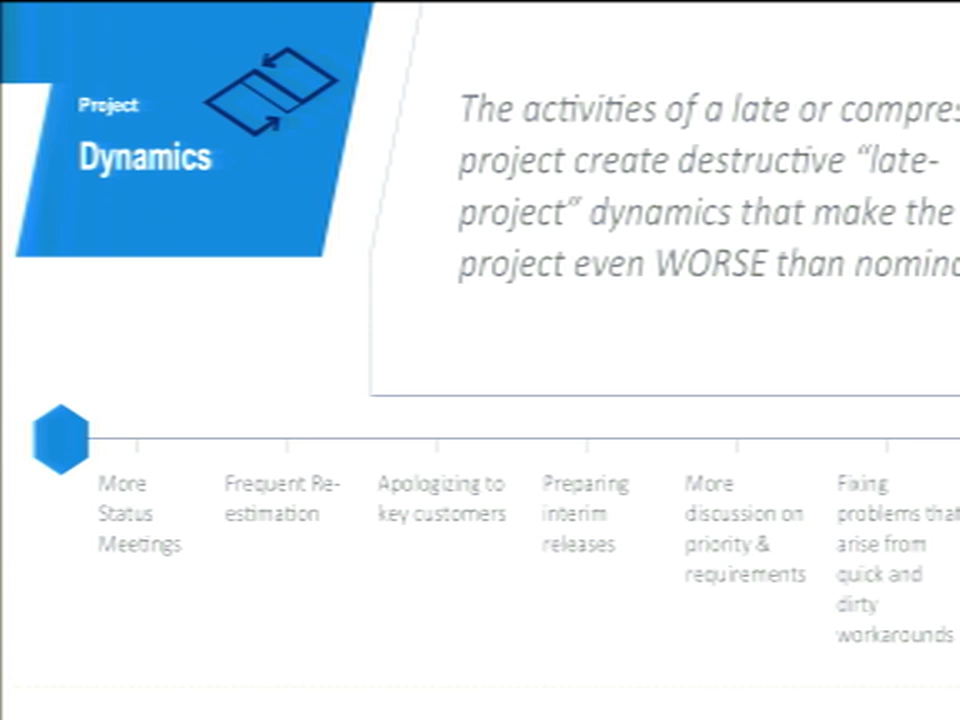 Project
Dynamics
The activities of a late or
project create destructive “late-
project” dynamics that make the
project even WORSE than
More
Status
Meetings
Frequent Re-
estimation
Apologizing to
key customers
Preparing
interim
releases
More
discussion on
priority &
requirements
Fixing
problems that
arise from
quick and
dirty
workarounds